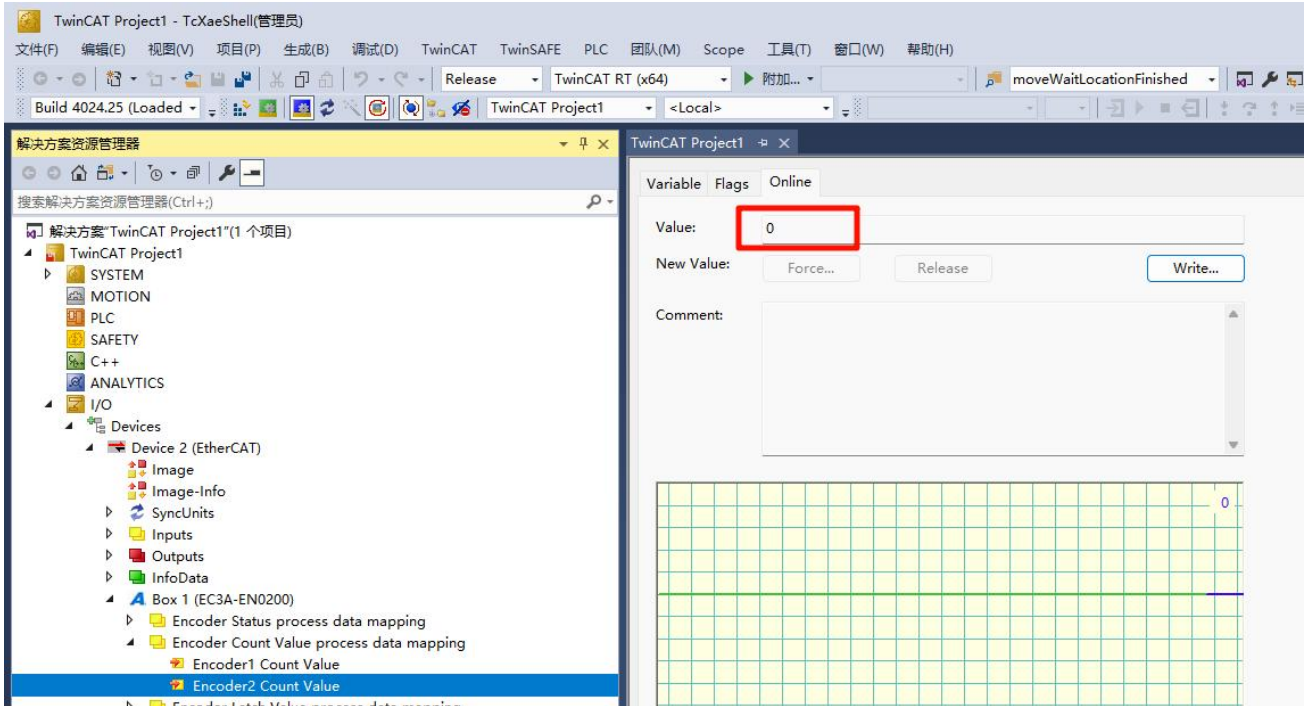 TwinCAT Project1 - TcXaeShell(管理员)
文件(F) 编辑(E) 视图(V) 项目(P) 生成(B) 调试(D) TwinCAT TwinSAFE PLC 团队(M) Scope 工具(T) 窗口(W) 帮助(H)
Release TwinCAT RT (x64) 附加... moveWaitLocationFinished
Build 4024.25 (Loaded TwinCAT Project1 <Local>
解决方案资源管理器
搜索解决方案资源管理器(Ctrl+;)
解决方案"TwinCAT Project1"(1 个项目)
TwinCAT Project1
SYSTEM
MOTION
PLC
SAFETY
C++
ANALYTICS
I/O
Devices
Device 2 (EtherCAT)
Image
Image-Info
SyncUnits
Inputs
Outputs
InfoData
Box 1 (EC3A-EN0200)
Encoder Status process data mapping
Encoder Count Value process data mapping
Encoder1 Count Value
Encoder2 Count Value
TwinCAT Project1
Variable Flags Online
Value: 0
New Value: Force... Release Write...
Comment:
0